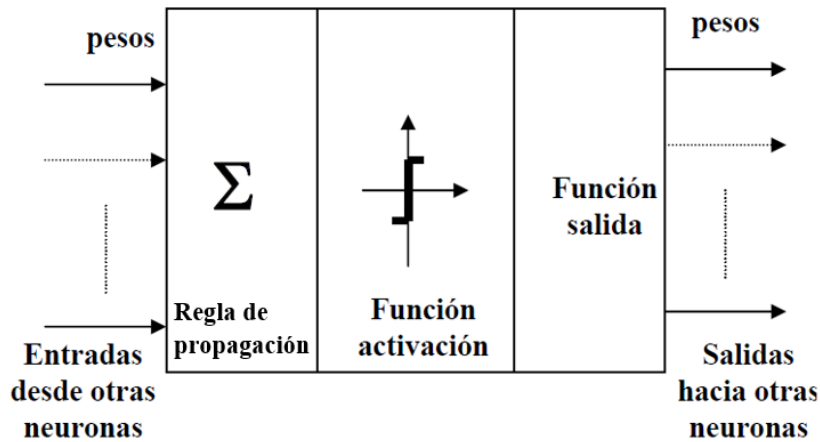 pesos
pesos
Σ
Función
salida
Regla de
propagación
Función
activación
Entradas
desde otras
neuronas
Salidas
hacia otras
neuronas